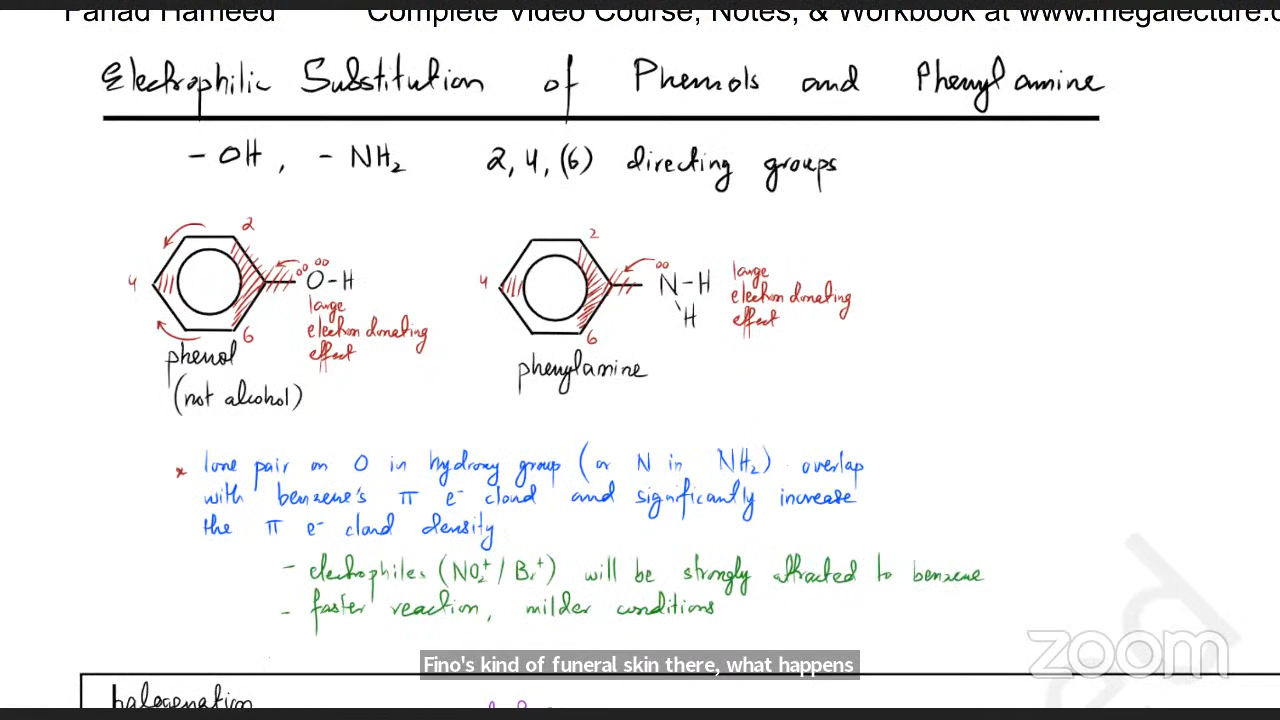 Fahad Hameed Complete Video Course, Notes, & Workbook at www.megalecture.c
Electrophilic Substitution of Phenols and Phenylamine
- OH, - NH₂ 2, 4, (6) directing groups
2
4
O-H
large
electron donating
effect
6
phenol
(not alcohol)
2
4
N-H
H
large
electron donating
effect
6
phenylamine
* lone pair on O in hydroxy group (or N in NH₂) overlap
with benzene's π e⁻ cloud and significantly increase
the π e⁻ cloud density
- electrophiles (NO₂⁺/ Br⁺) will be strongly attracted to benzene
- faster reaction, milder conditions
zoom
Fino's kind of funeral skin there, what happens
halogenation